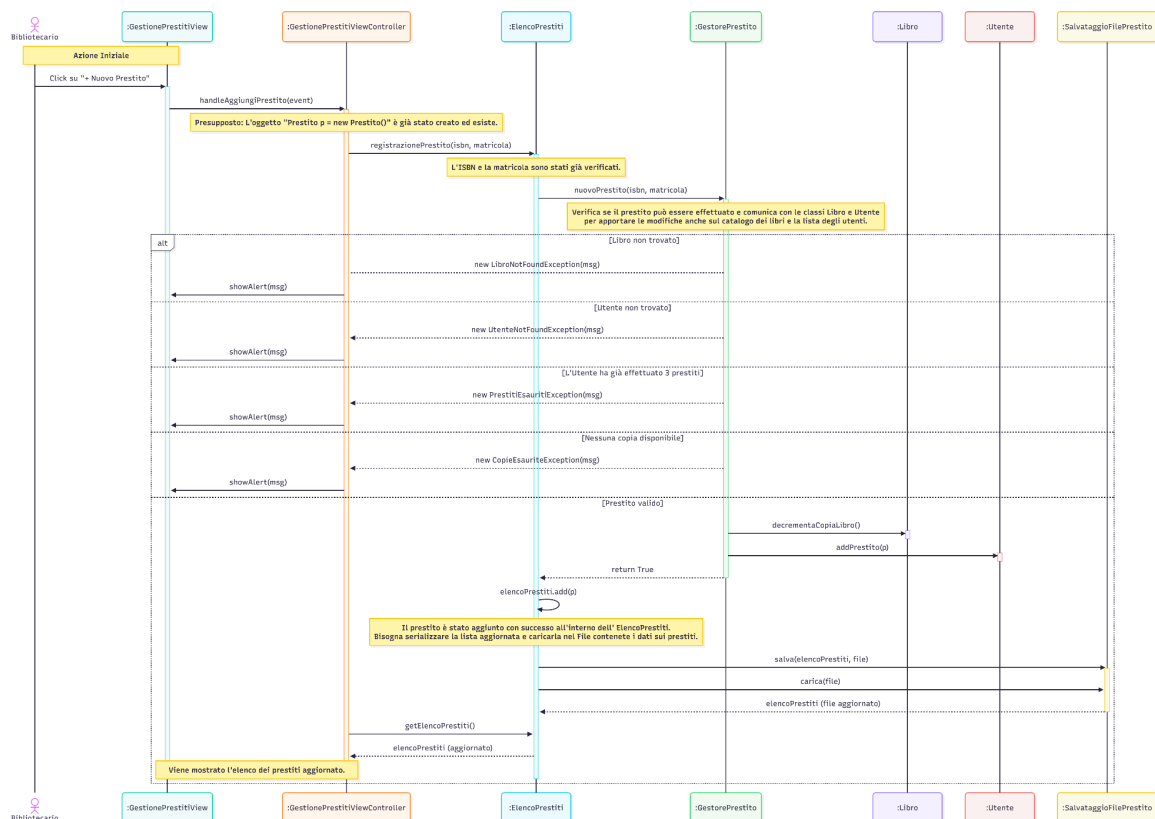 Bibliotecario
:GestionePrestitiView
:GestionePrestitiViewController
:ElencoPrestiti
:GestorePrestito
:Libro
:Utente
:SalvataggioFilePrestito
Azione Iniziale
Click su "+ Nuovo Prestito"
handleAggiungiPrestito(event)
Presupposto: L'oggetto "Prestito p = new Prestito()" è già stato creato ed esiste.
registrazionePrestito(isbn, matricola)
L'ISBN e la matricola sono stati già verificati.
nuovoPrestito(isbn, matricola)
Verifica se il prestito può essere effettuato e comunica con le classi Libro e Utente
per apportare le modifiche anche sul catalogo dei libri e la lista degli utenti.
alt
[Libro non trovato]
new LibroNotFoundException(msg)
showAlert(msg)
[Utente non trovato]
new UtenteNotFoundException(msg)
showAlert(msg)
[L'Utente ha già effettuato 3 prestiti]
new PrestitiEsauritiException(msg)
showAlert(msg)
[Nessuna copia disponibile]
new CopieEsauriteException(msg)
showAlert(msg)
[Prestito valido]
decrementaCopiaLibro()
addPrestito(p)
return True
elencoPrestiti.add(p)
Il prestito è stato aggiunto con successo all'interno dell' ElencoPrestiti.
Bisogna serializzare la lista aggiornata e caricarla nel File contenete i dati sui prestiti.
salva(elencoPrestiti, file)
carica(file)
elencoPrestiti (file aggiornato)
getElencoPrestiti()
elencoPrestiti (aggiornato)
Viene mostrato l'elenco dei prestiti aggiornato.
Bibliotecario
:GestionePrestitiView
:GestionePrestitiViewController
:ElencoPrestiti
:GestorePrestito
:Libro
:Utente
:SalvataggioFilePrestito